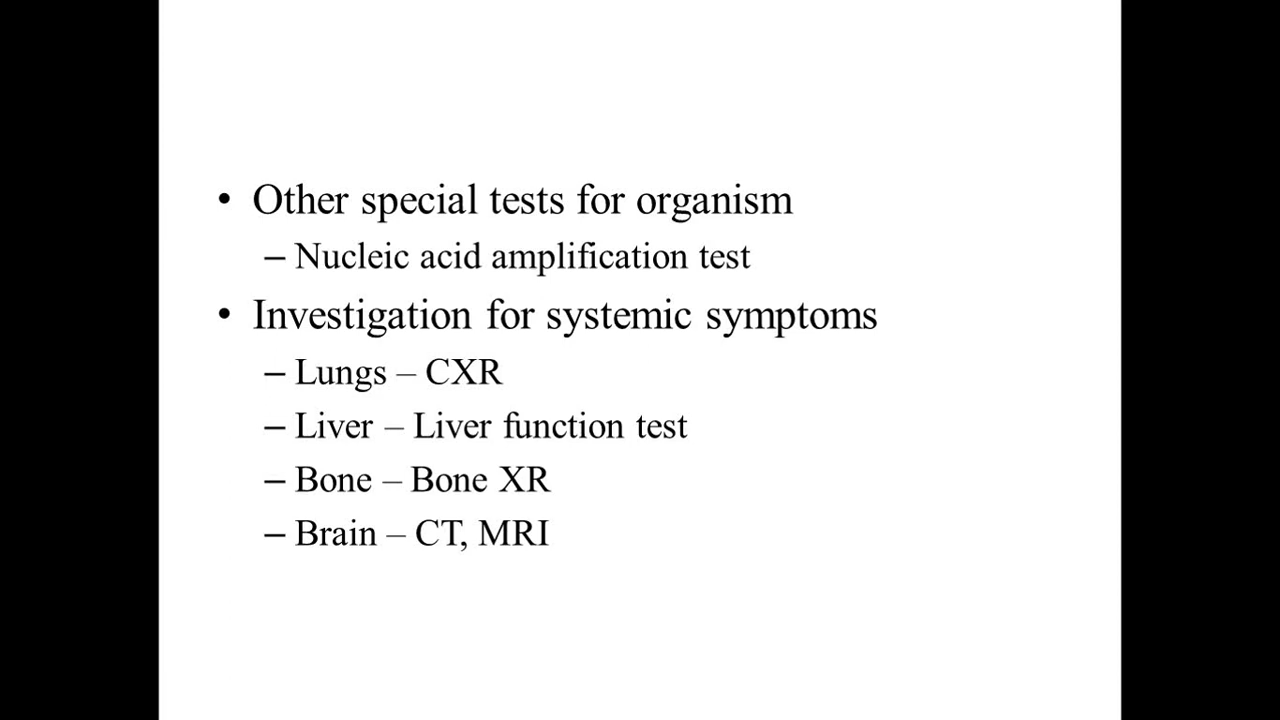 • Other special tests for organism
– Nucleic acid amplification test
• Investigation for systemic symptoms
– Lungs – CXR
– Liver – Liver function test
– Bone – Bone XR
– Brain – CT, MRI